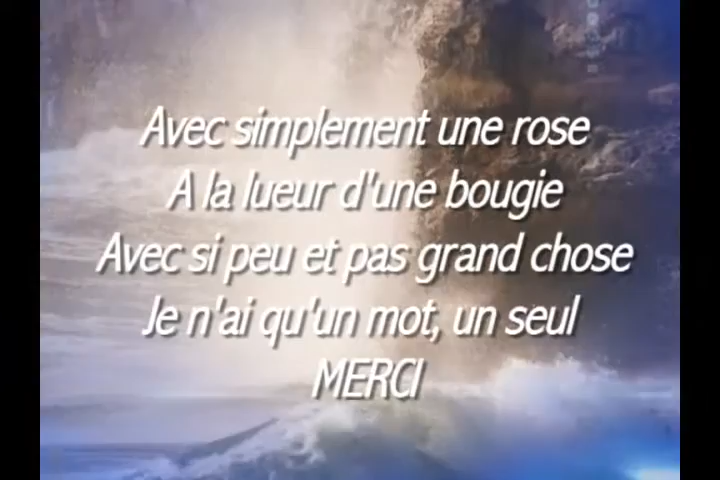 Avec simplement une rose
A la lueur d'une bougie
Avec si peu et pas grand chose
Je n'ai qu'un mot, un seul
MERCI